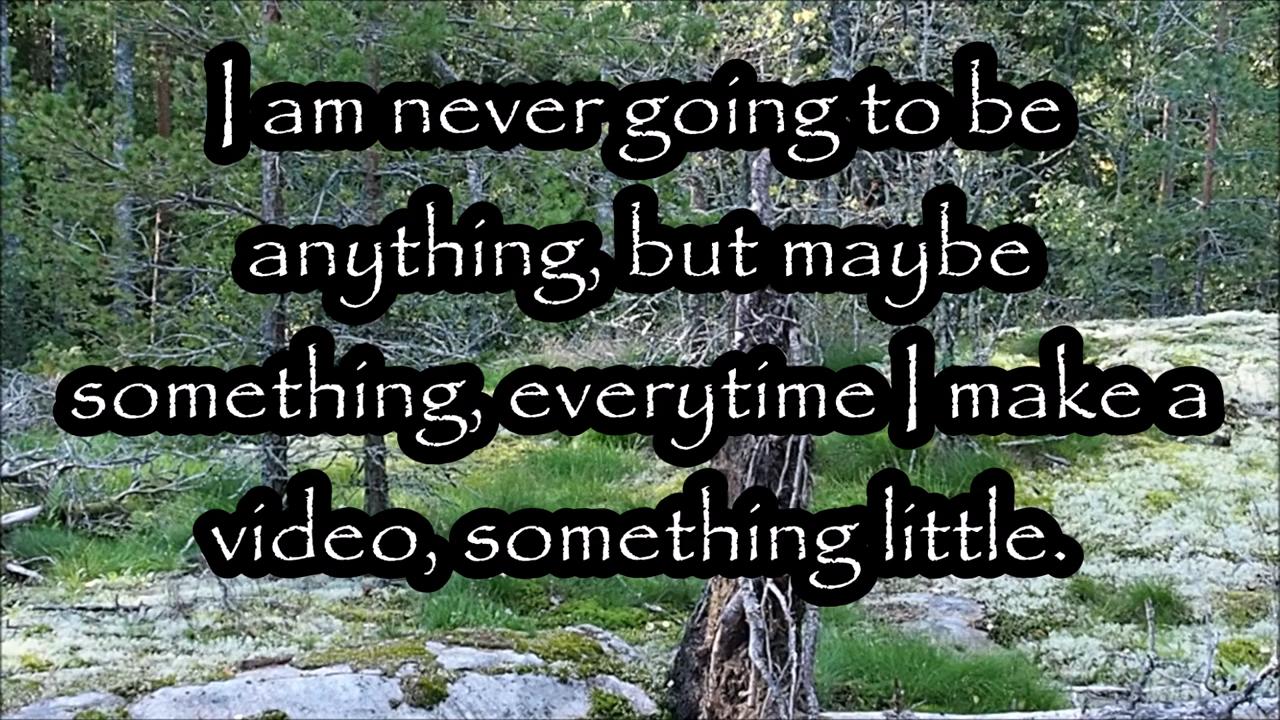 I am never going to be
anything, but maybe
something, everytime I make a
video, something little.